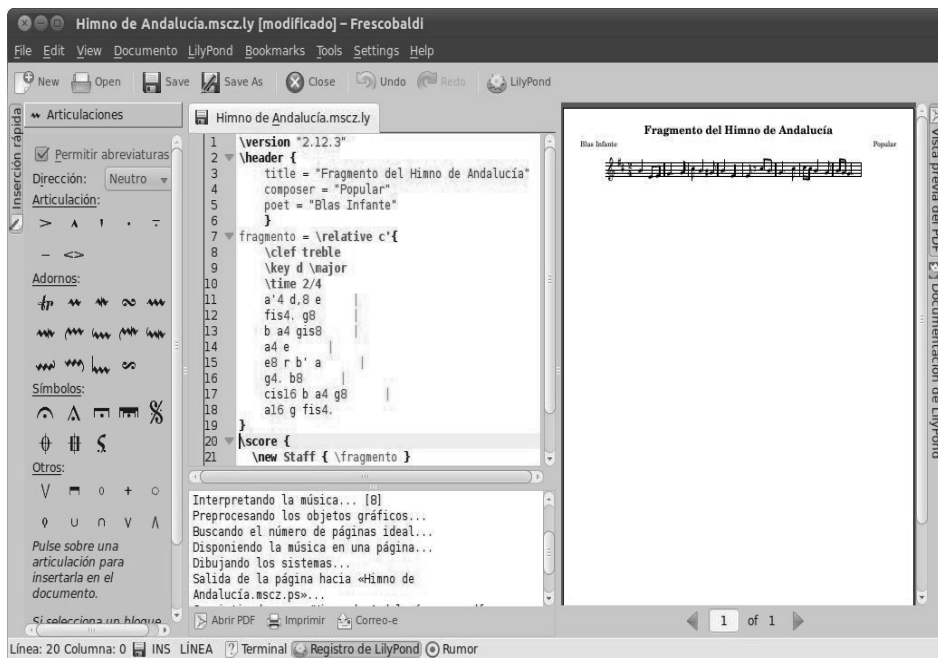 Himno de Andalucía.mscz.ly [modificado] – Frescobaldi
File Edit View Documento LilyPond Bookmarks Tools Settings Help
New Open Save Save As Close Undo Redo LilyPond
Inserción rápida
Articulaciones
Permitir abreviaturas
Dirección: Neutro
Articulación:
Adornos:
Símbolos:
Otros:
Pulse sobre una
articulación para
insertarla en el
documento.
Si selecciona un bloque
Himno de Andalucía.mscz.ly
1 \version "2.12.3"
2 \header {
3 title = "Fragmento del Himno de Andalucía"
4 composer = "Popular"
5 poet = "Blas Infante"
6 }
7 fragmento = \relative c'{
8 \clef treble
9 \key d \major
10 \time 2/4
11 a'4 d,8 e |
12 fis4. g8 |
13 b a4 gis8 |
14 a4 e |
15 e8 r b' a |
16 g4. b8 |
17 cis16 b a4 g8 |
18 a16 g fis4.
19 }
20 \score {
21 \new Staff { \fragmento }
Interpretando la música... [8]
Preprocesando los objetos gráficos...
Buscando el número de páginas ideal...
Disponiendo la música en una página...
Dibujando los sistemas...
Salida de la página hacia «Himno de
Andalucía.mscz.ps»...
Abrir PDF Imprimir Correo-e
Fragmento del Himno de Andalucía
Blas Infante Popular
1 of 1
Vista previa del PDF
Documentación de LilyPond
Línea: 20 Columna: 0 INS LÍNEA Terminal Registro de LilyPond Rumor